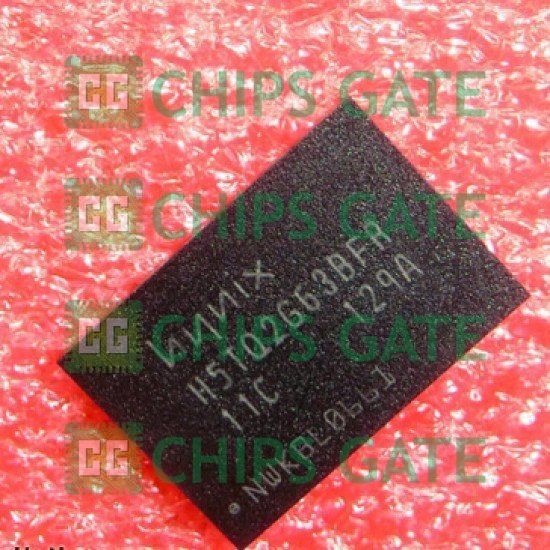 CHIPS GATE
CHIPS GATE
CHIPS GATE
CHIPS GATE
hynix
H5TQ2G63BFR
11C 129A